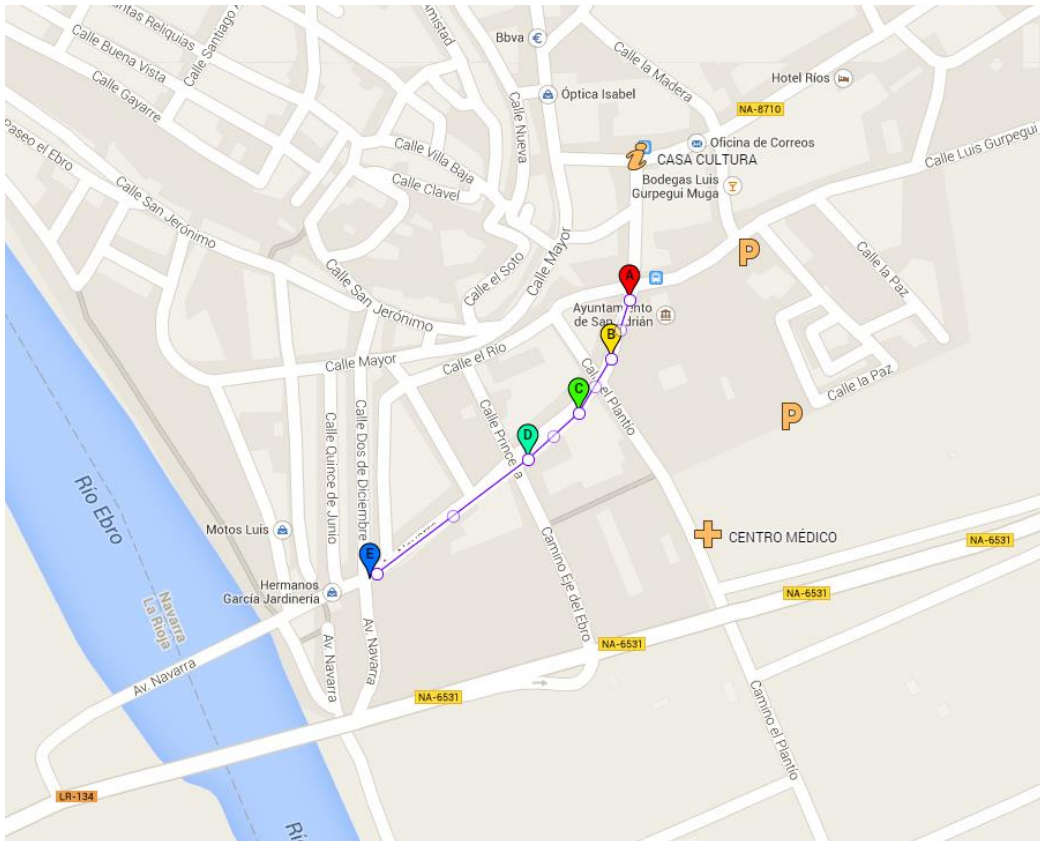 untas Reliquias
Calle Santiago
amistad
Bbva
€
Calle la Madera
Calle Buena Vista
Hotel Ríos
Calle Gayarre
Óptica Isabel
NA-8710
Calle Nueva
Paseo el Ebro
Calle Villa Baja
Oficina de Correos
i CASA CULTURA
Calle Luis Gurpegui
Calle Clavel
Bodegas Luis
Gurpegui Muga
Calle San Jerónimo
Calle Mayor
P
Calle la Paz
Calle el Soto
A
Calle San Jerónimo
Ayuntamiento
de San Adrián
B
Calle Mayor
Calle el Río
Calle el Plantío
Calle la Paz
C
P
Calle Princesa
D
Calle Dos de Diciembre
Calle Quince de Junio
Río Ebro
Motos Luis
CENTRO MÉDICO
NA-6531
E
Hermanos
García Jardinería
Camino Eje del Ebro
NA-6531
Navarra
La Rioja
Av. Navarra
Av. Navarra
Av. Navarra
NA-6531
NA-6531
Camino el Plantío
LR-134
Río